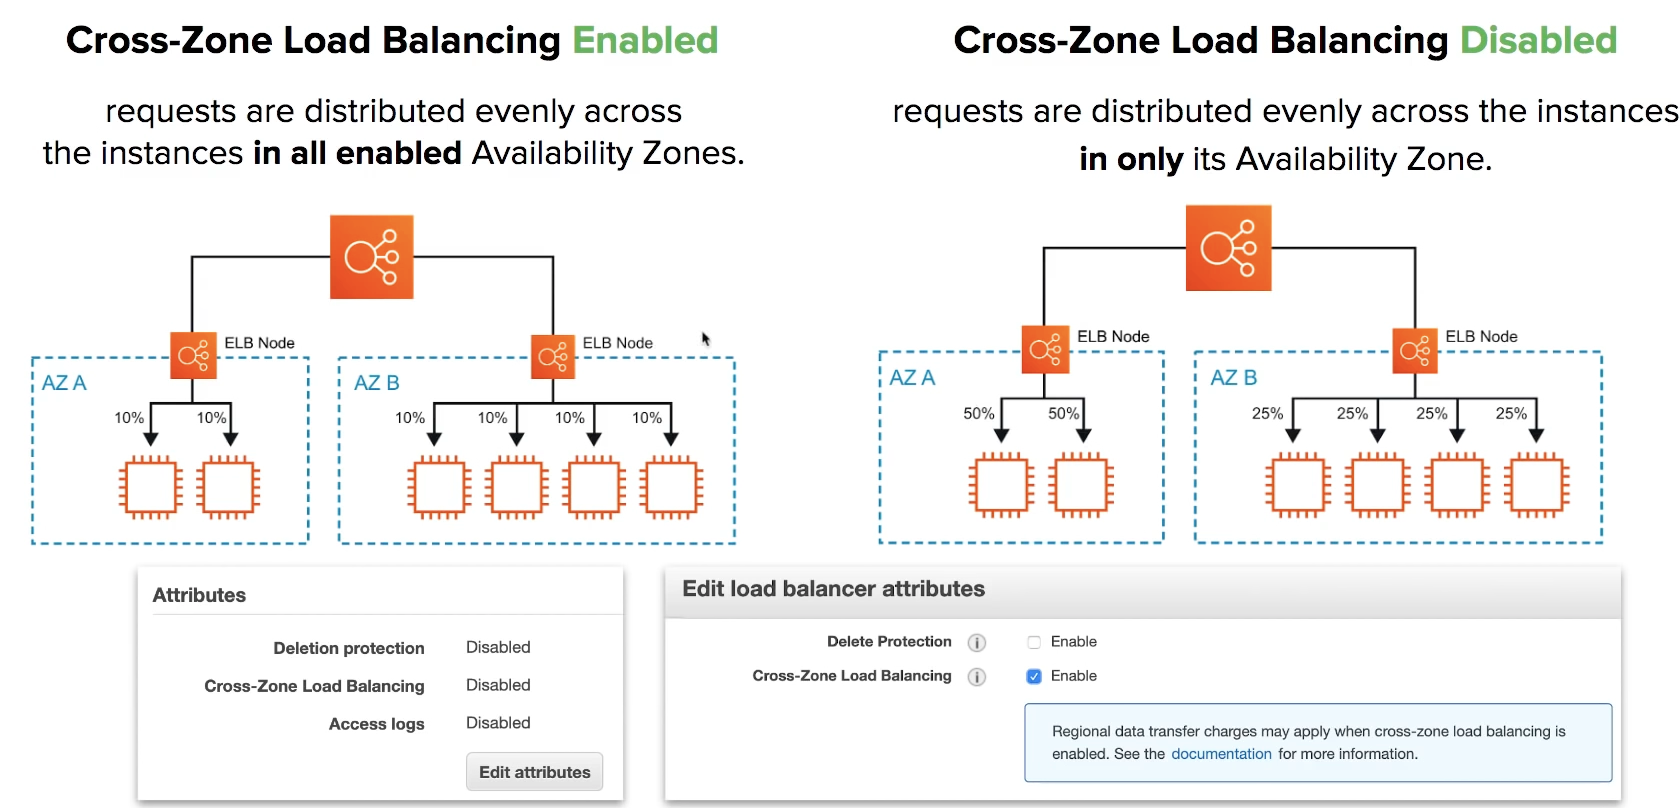 Cross-Zone Load Balancing Enabled
requests are distributed evenly across
the instances in all enabled Availability Zones.
ELB Node
ELB Node
AZ A
AZ B
10%
10%
10%
10%
10%
10%
Cross-Zone Load Balancing Disabled
requests are distributed evenly across the instances
in only its Availability Zone.
ELB Node
ELB Node
AZ A
AZ B
50%
50%
25%
25%
25%
25%
Attributes
Deletion protection Disabled
Cross-Zone Load Balancing Disabled
Access logs Disabled
Edit attributes
Edit load balancer attributes
Delete Protection i Enable
Cross-Zone Load Balancing i Enable
Regional data transfer charges may apply when cross-zone load balancing is
enabled. See the documentation for more information.